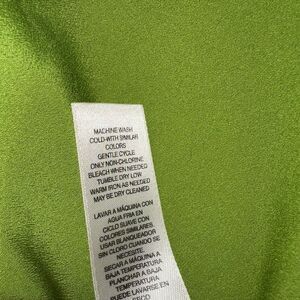 MACHINE WASH
COLD-WITH SIMILAR
COLORS
GENTLE CYCLE
ONLY NON-CHLORINE
BLEACH WHEN NEEDED
TUMBLE DRY LOW
WARM IRON AS NEEDED
MAY BE DRY CLEANED
LAVAR A MÁQUINA CON
AGUA FRIA EN
CICLO SUAVE CON
COLORES SIMILARES
USAR BLANQUEADOR
SIN CLORO CUANDO SE
NECESITE.
SECAR A MÁQUINA A
BAJA TEMPERATURA
PLANCHAR A BAJA
TEMPERATURA
PUEDE LAVARSE EN